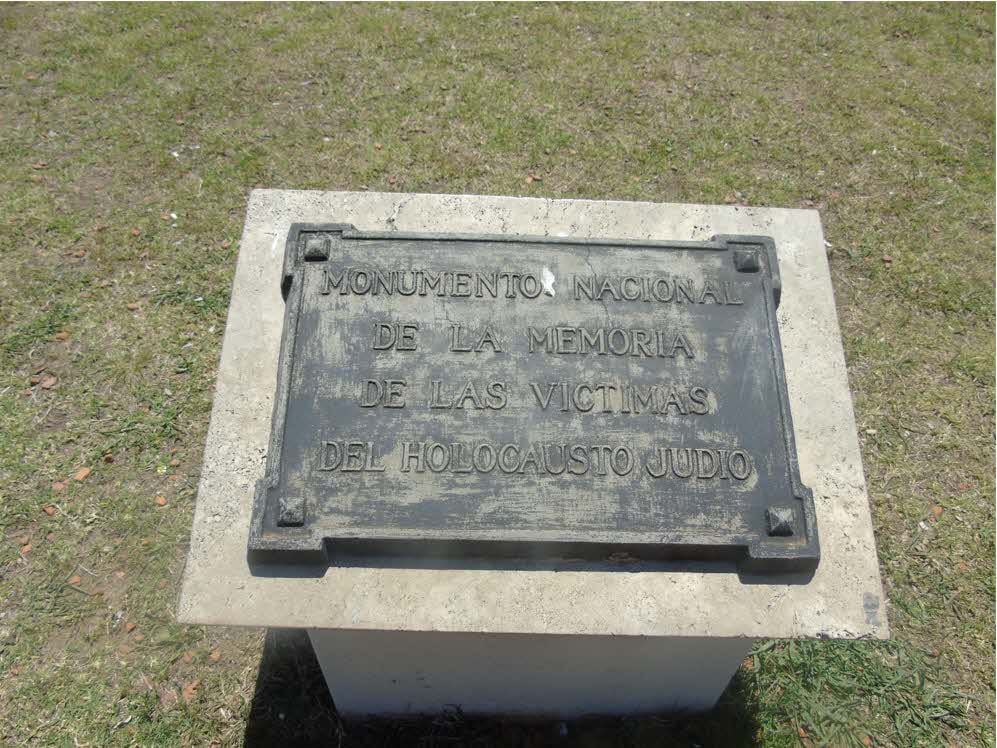 MONUMENTO NACIONAL
DE LA MEMORIA
DE LAS VICTIMAS
DEL HOLOCAUSTO JUDIO